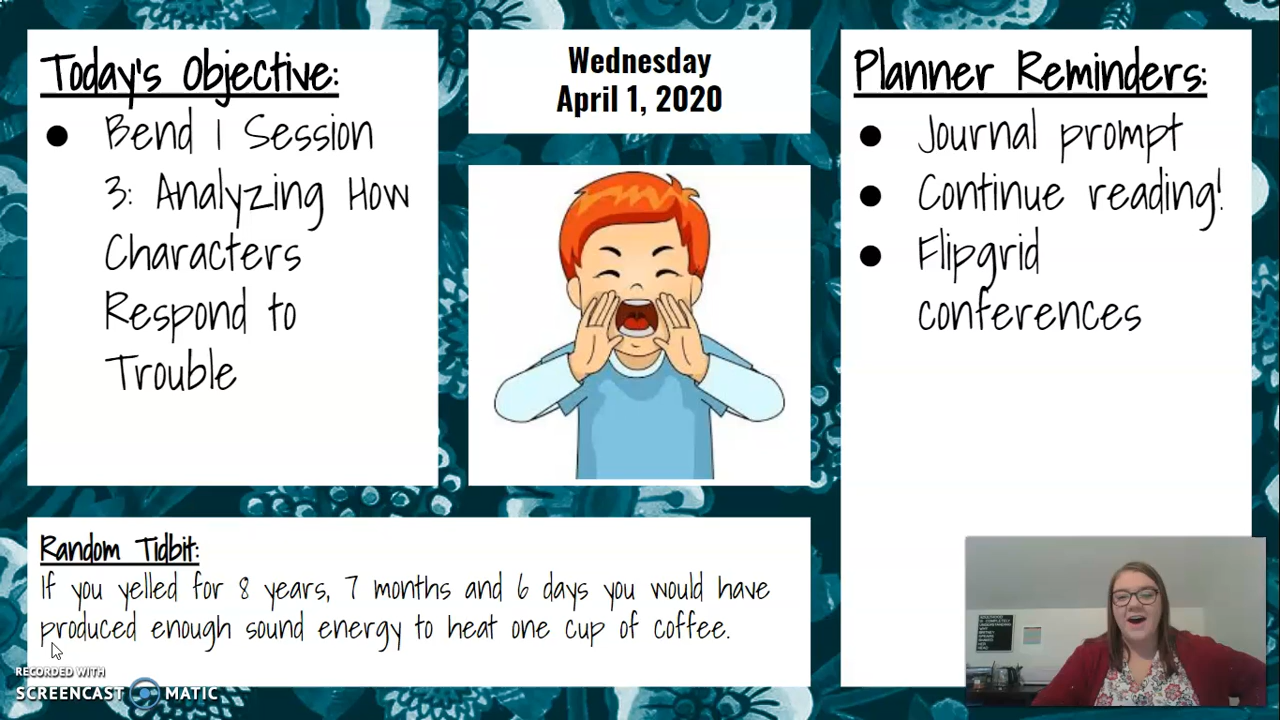 Today's Objective:
● Bend 1 Session
3: Analyzing How
Characters
Respond to
Trouble
Wednesday
April 1, 2020
Planner Reminders:
● Journal prompt
● Continue reading!
● Flipgrid
conferences
Random Tidbit:
If you yelled for 8 years, 7 months and 6 days you would have
produced enough sound energy to heat one cup of coffee.
RECORDED WITH
SCREENCAST MATIC